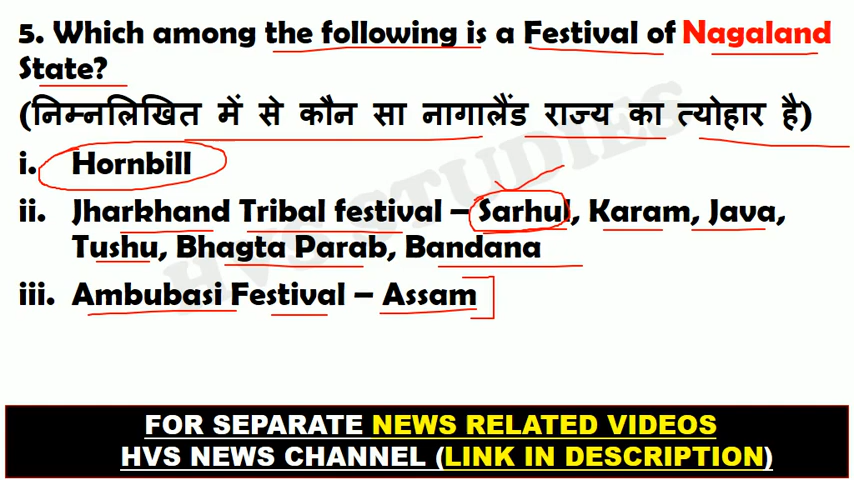 5. Which among the following is a Festival of Nagaland
State?
(निम्नलिखित में से कौन सा नागालैंड राज्य का त्योहार है)
i. Hornbill
ii. Jharkhand Tribal festival – Sarhul, Karam, Java,
Tushu, Bhagta Parab, Bandana
iii. Ambubasi Festival – Assam
HVS STUDIES
FOR SEPARATE NEWS RELATED VIDEOS
HVS NEWS CHANNEL (LINK IN DESCRIPTION)